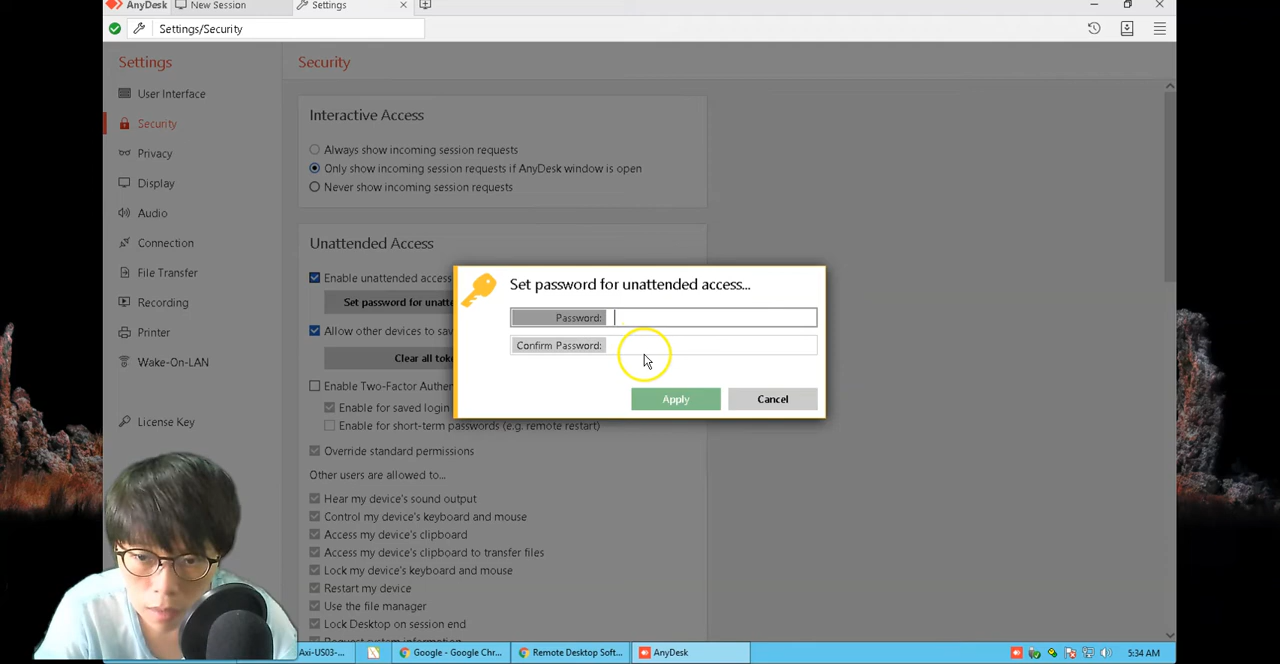 AnyDesk New Session Settings
Settings/Security
Settings
User Interface
Security
Privacy
Display
Audio
Connection
File Transfer
Recording
Printer
Wake-On-LAN
License Key
Security
Interactive Access
Always show incoming session requests
Only show incoming session requests if AnyDesk window is open
Never show incoming session requests
Unattended Access
Enable unattended access
Set password for
Allow other devices to
Clear all
Enable Two-Factor
Enable for saved login
Enable for short-term passwords (e.g. remote restart)
Override standard permissions
Other users are allowed to...
Hear my device's sound output
Control my device's keyboard and mouse
Access my device's clipboard
Access my device's clipboard to transfer files
Lock my device's keyboard and mouse
Restart my device
Use the file manager
Lock Desktop on session end
Request system information
Set password for unattended access...
Password:
Confirm Password:
Apply Cancel
Axi-US03-... Google - Google Chr... Remote Desktop Soft... AnyDesk 5:34 AM